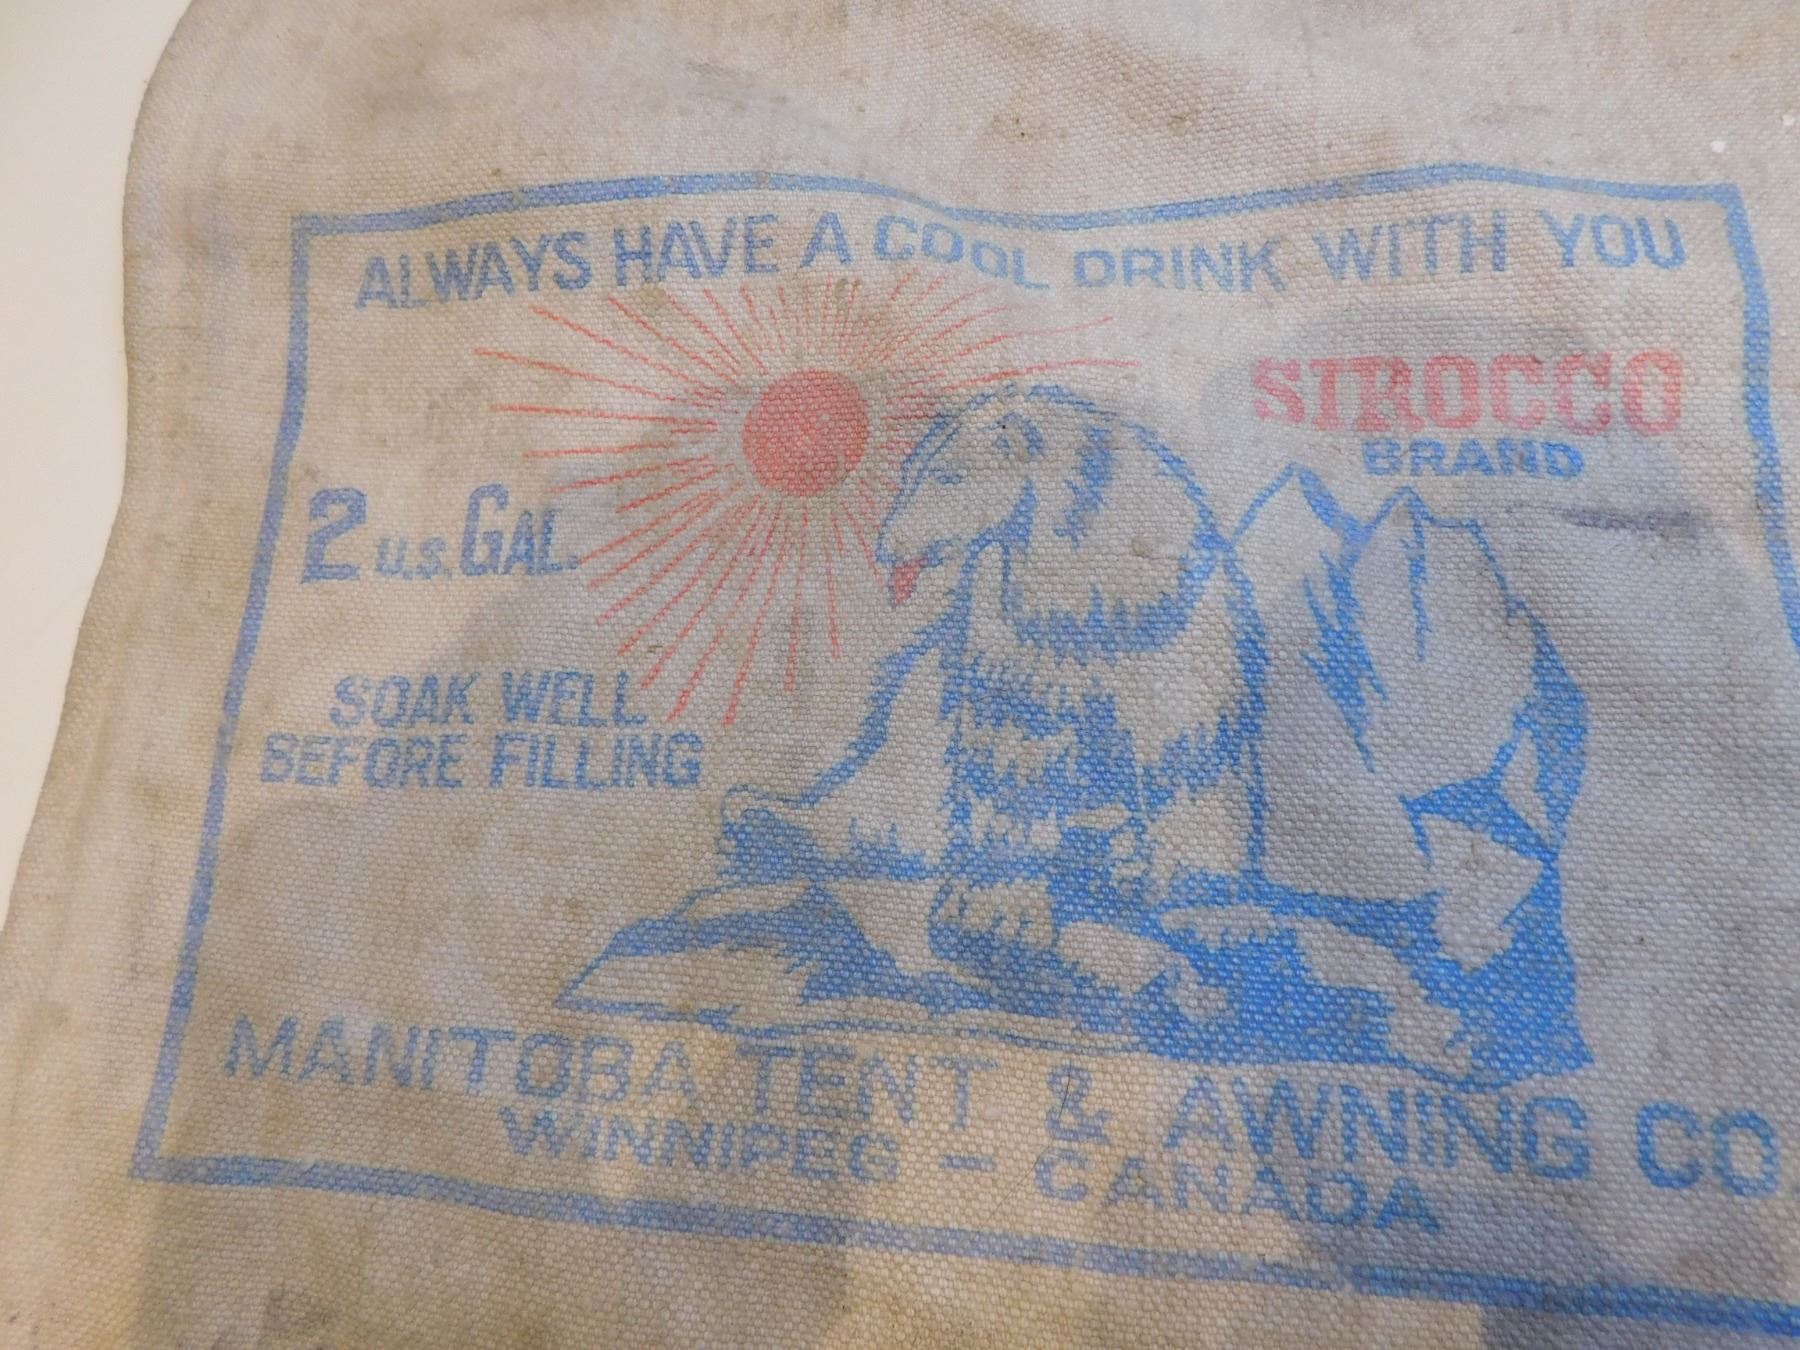 ALWAYS HAVE A COOL DRINK WITH YOU
SIROCCO
BRAND
2 U.S. GAL.
SOAK WELL
BEFORE FILLING
MANITOBA TENT & AWNING CO
WINNIPEG - CANADA